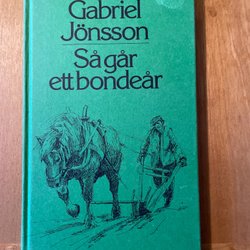 Gabriel
Jönsson
Så går
ett bondeår